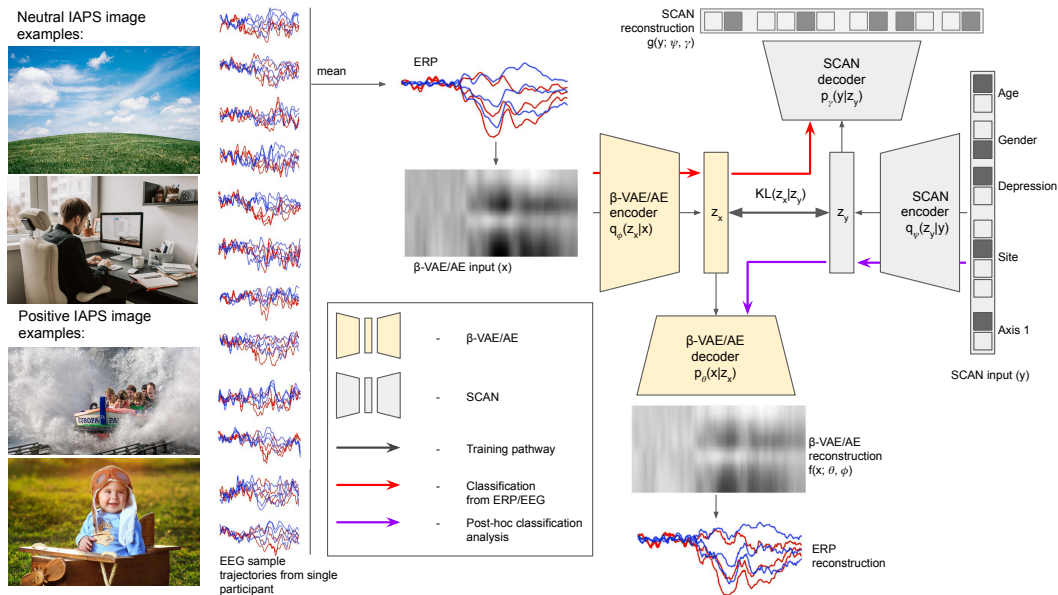 Neutral IAPS image
examples:
Positive IAPS image
examples:
EUROPA PA
EEG sample
trajectories from single
participant
mean
ERP
β-VAE/AE input (x)
β-VAE/AE
encoder
qϕ(zx|x)
zx
KL(zx|zy)
zy
SCAN
reconstruction
g(y; ψ, γ)
SCAN
decoder
pγ(y|zy)
SCAN
encoder
qψ(zy|y)
Age
Gender
Depression
Site
Axis 1
SCAN input (y)
β-VAE/AE
decoder
pθ(x|zx)
β-VAE/AE
reconstruction
f(x; θ, ϕ)
ERP
reconstruction
- β-VAE/AE
- SCAN
- Training pathway
- Classification
from ERP/EEG
- Post-hoc classification
analysis